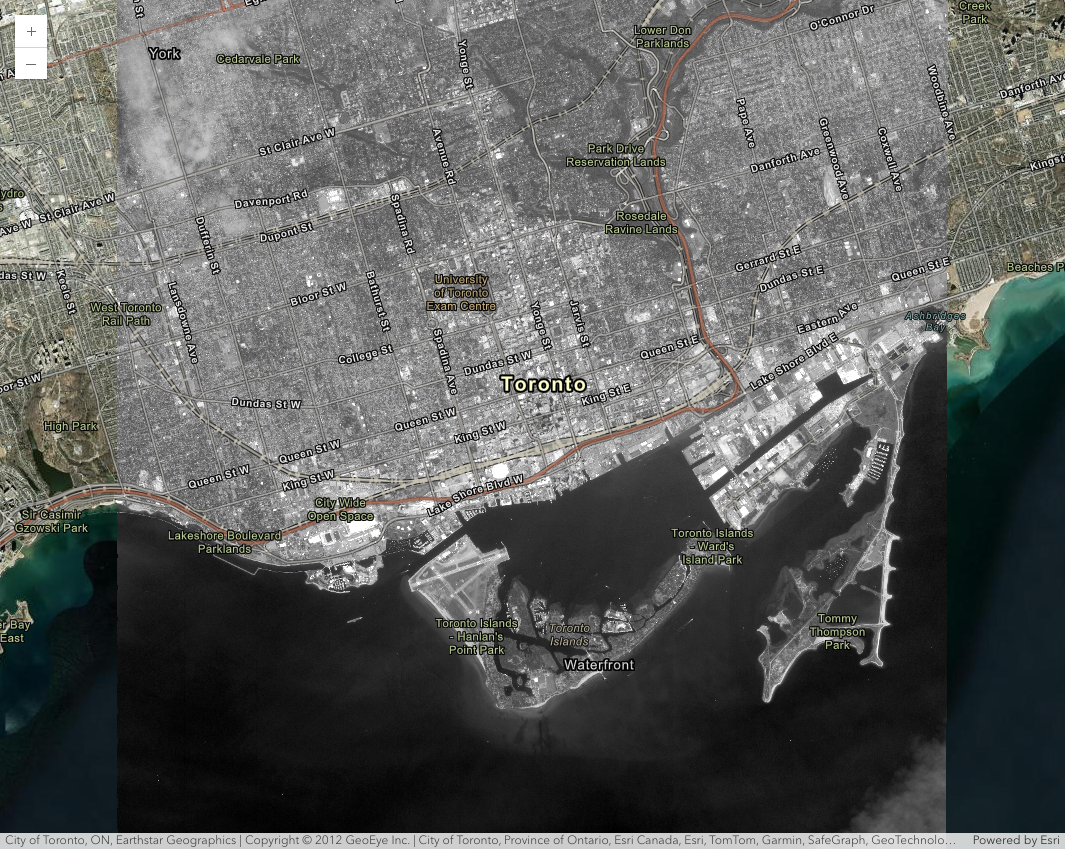 +
−
York
Cedarvale Park
Yonge St
Lower Don
Parklands
O'Connor Dr
Creek
Park
Woodbine Ave
Danforth Ave
St Clair Ave W
Avenue Rd
Park Drive
Reservation Lands
Pape Ave
Danforth Ave
Greenwood Ave
Coxwell Ave
St Clair Ave W
Davenport Rd
Spadina Rd
Rosedale
Ravine Lands
Dufferin St
Dupont St
Gerrard St E
Dundas St E
Queen St E
Keele St
Lansdowne Ave
Bloor St W
Bathurst St
University
of Toronto
Exam Centre
Yonge St
Jarvis St
West Toronto
Rail Path
Eastern Ave
Ashbridges
Bay
College St
Spadina Ave
Dundas St W
Queen St E
Lake Shore Blvd E
Toronto
King St E
High Park
Dundas St W
Queen St W
King St W
Queen St W
Queen St W
King St W
Lake Shore Blvd W
City Wide
Open Space
Sir Casimir
Gzowski Park
Lakeshore Boulevard
Parklands
Toronto Islands
- Ward's
Island Park
Toronto Islands
- Hanlan's
Point Park
Toronto
Islands
Waterfront
Tommy
Thompson
Park
East
City of Toronto, ON, Earthstar Geographics | Copyright © 2012 GeoEye Inc. | City of Toronto, Province of Ontario, Esri Canada, Esri, TomTom, Garmin, SafeGraph, GeoTechnolo…
Powered by Esri